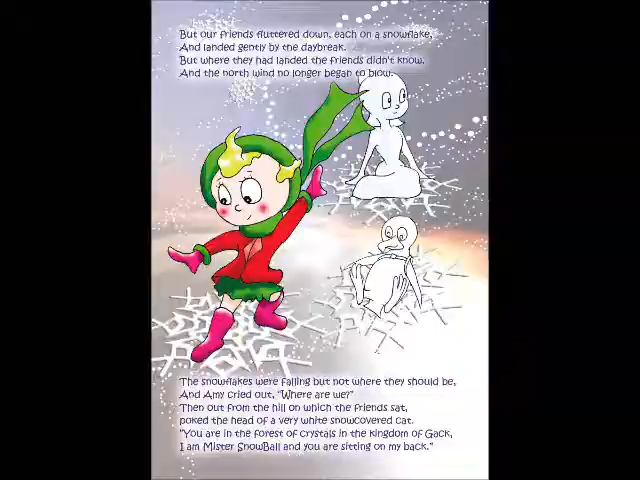 But our friends fluttered down, each on a snowflake,
And landed gently by the daybreak.
But where they had landed the friends didn't know,
And the north wind no longer began to blow.
The snowflakes were falling but not where they should be,
And Amy cried out, "Where are we?"
Then out from the hill on which the friends sat,
poked the head of a very white snowcovered cat.
"You are in the forest of crystals in the kingdom of Gack,
I am Mister SnowBall and you are sitting on my back."